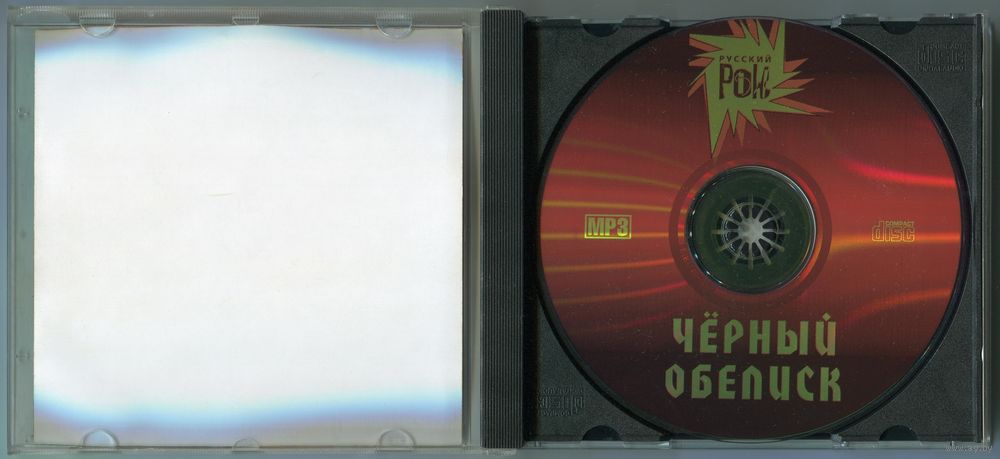 РУССКИЙ
РОК
MP3
COMPACT
disc
ЧЁРНЫЙ
ОБЕЛИСК